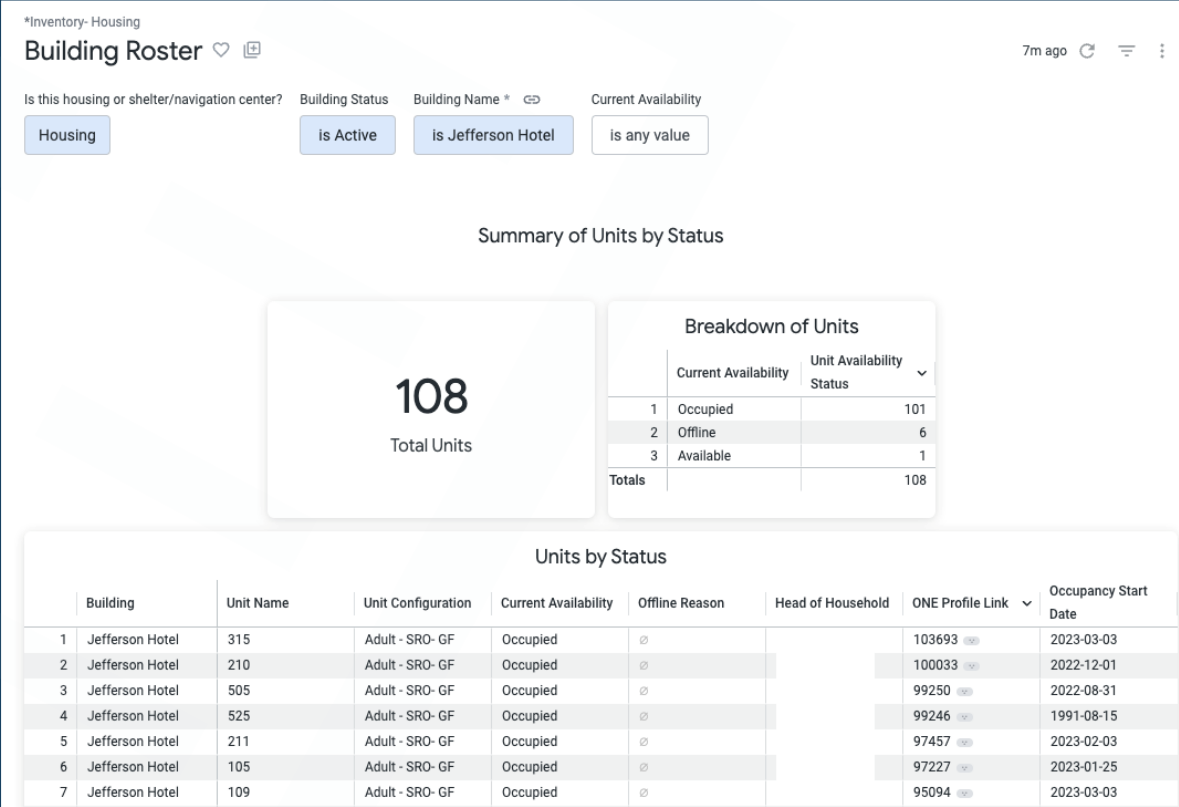 *Inventory- Housing
Building Roster
7m ago
Is this housing or shelter/navigation center? Building Status Building Name * Current Availability
Housing is Active is Jefferson Hotel is any value
Summary of Units by Status
108
Total Units
Breakdown of Units
Current Availability Unit Availability Status
1 Occupied 101
2 Offline 6
3 Available 1
Totals 108
Units by Status
Building Unit Name Unit Configuration Current Availability Offline Reason Head of Household ONE Profile Link Occupancy Start Date
1 Jefferson Hotel 315 Adult - SRO- GF Occupied ∅ 103693 2023-03-03
2 Jefferson Hotel 210 Adult - SRO- GF Occupied ∅ 100033 2022-12-01
3 Jefferson Hotel 505 Adult - SRO- GF Occupied ∅ 99250 2022-08-31
4 Jefferson Hotel 525 Adult - SRO- GF Occupied ∅ 99246 1991-08-15
5 Jefferson Hotel 211 Adult - SRO- GF Occupied ∅ 97457 2023-02-03
6 Jefferson Hotel 105 Adult - SRO- GF Occupied ∅ 97227 2023-01-25
7 Jefferson Hotel 109 Adult - SRO- GF Occupied ∅ 95094 2023-03-03